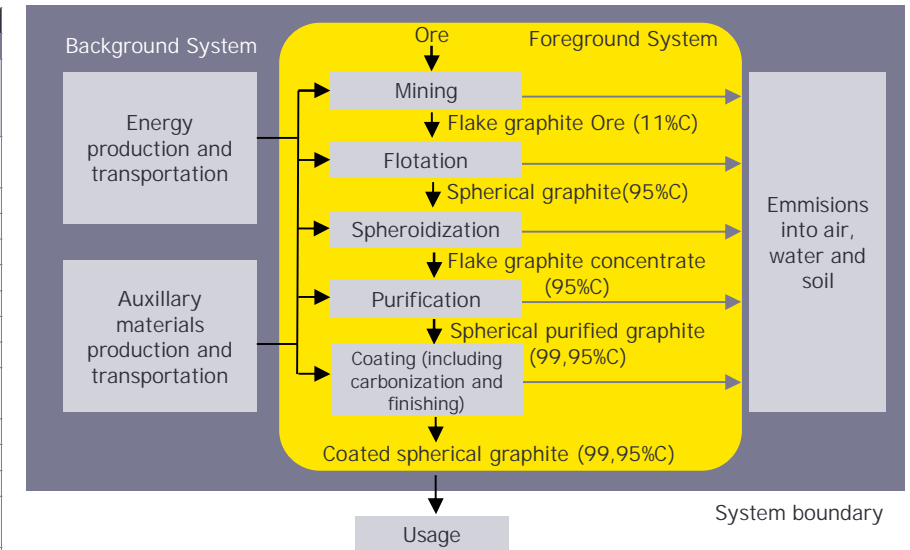 Background System
Ore
Foreground System
Energy
production and
transportation
Mining
Flake graphite Ore (11%C)
Flotation
Spherical graphite(95%C)
Spheroidization
Flake graphite concentrate
(95%C)
Purification
Spherical purified graphite
(99,95%C)
Auxillary
materials
production and
transportation
Coating (including
carbonization and
finishing)
Emmisions
into air,
water and
soil
Coated spherical graphite (99,95%C)
System boundary
Usage